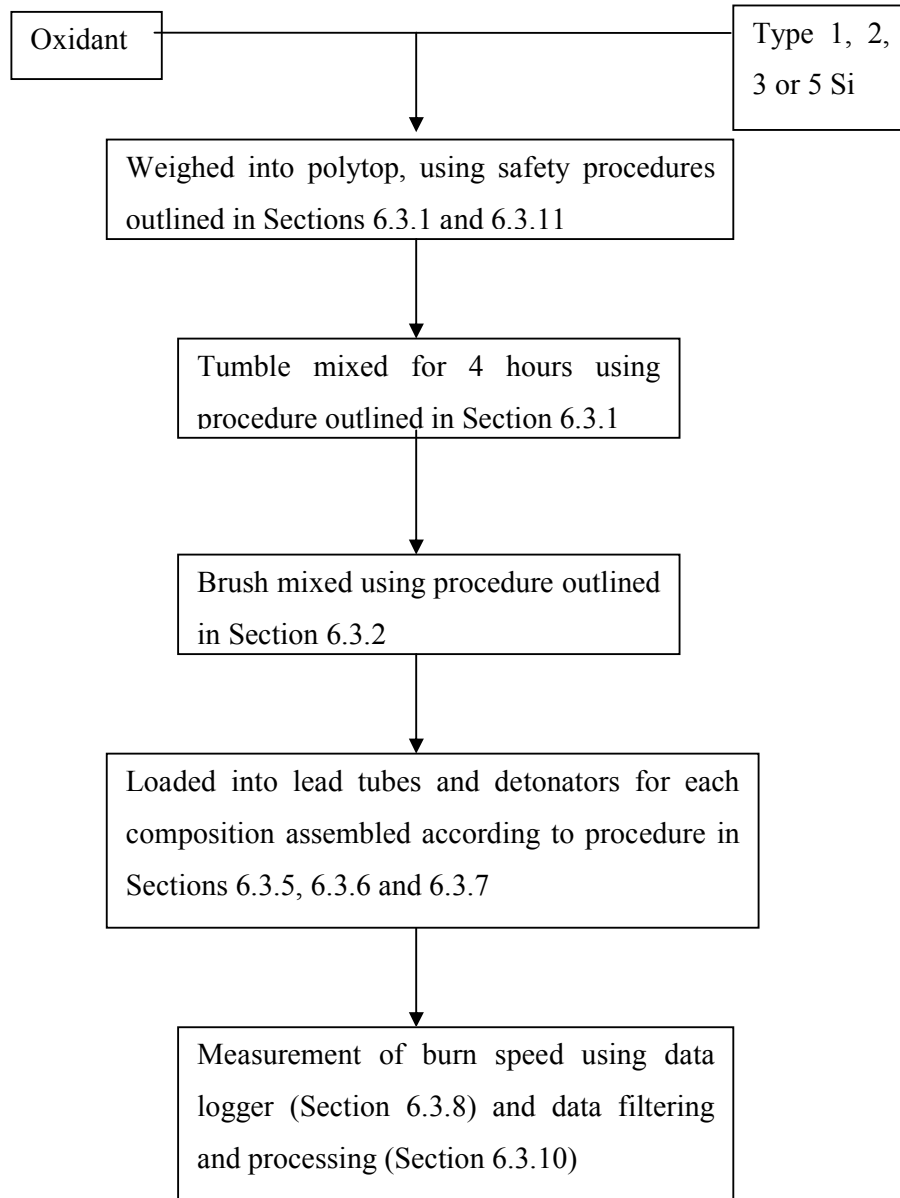 Oxidant
Type 1, 2,
3 or 5 Si
Weighed into polytop, using safety procedures
outlined in Sections 6.3.1 and 6.3.11
Tumble mixed for 4 hours using
procedure outlined in Section 6.3.1
Brush mixed using procedure outlined
in Section 6.3.2
Loaded into lead tubes and detonators for each
composition assembled according to procedure in
Sections 6.3.5, 6.3.6 and 6.3.7
Measurement of burn speed using data
logger (Section 6.3.8) and data filtering
and processing (Section 6.3.10)